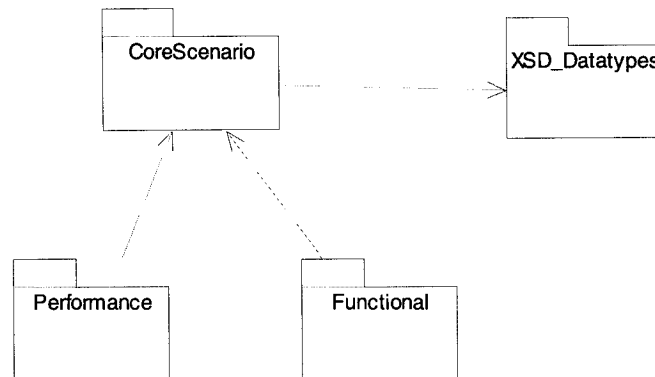 CoreScenario
XSD_Datatypes
Performance
Functional